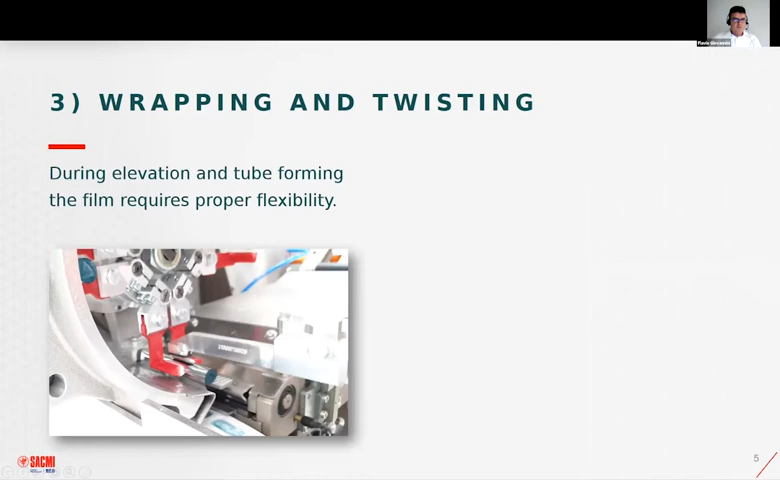 3) WRAPPING AND TWISTING
During elevation and tube forming
the film requires proper flexibility.
SACMI
5